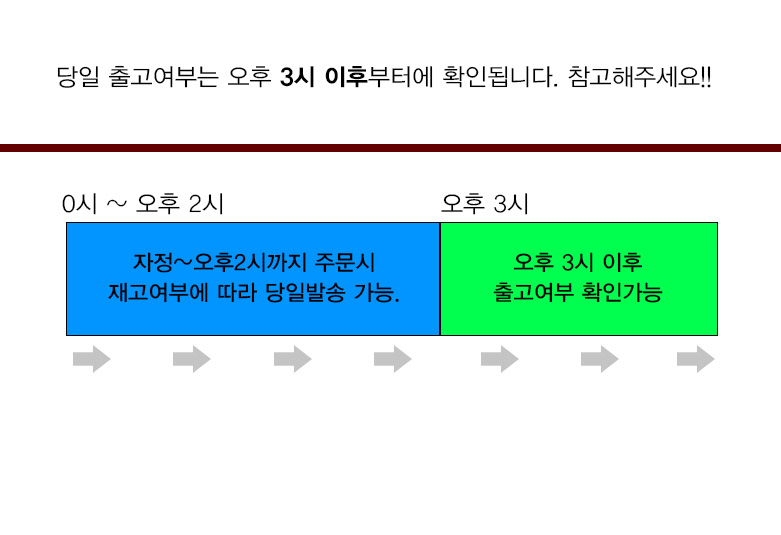 당일 출고여부는 오후 3시 이후부터에 확인됩니다. 참고해주세요!!
0시 ~ 오후 2시
오후 3시
자정~오후2시까지 주문시
재고여부에 따라 당일발송 가능.
오후 3시 이후
출고여부 확인가능